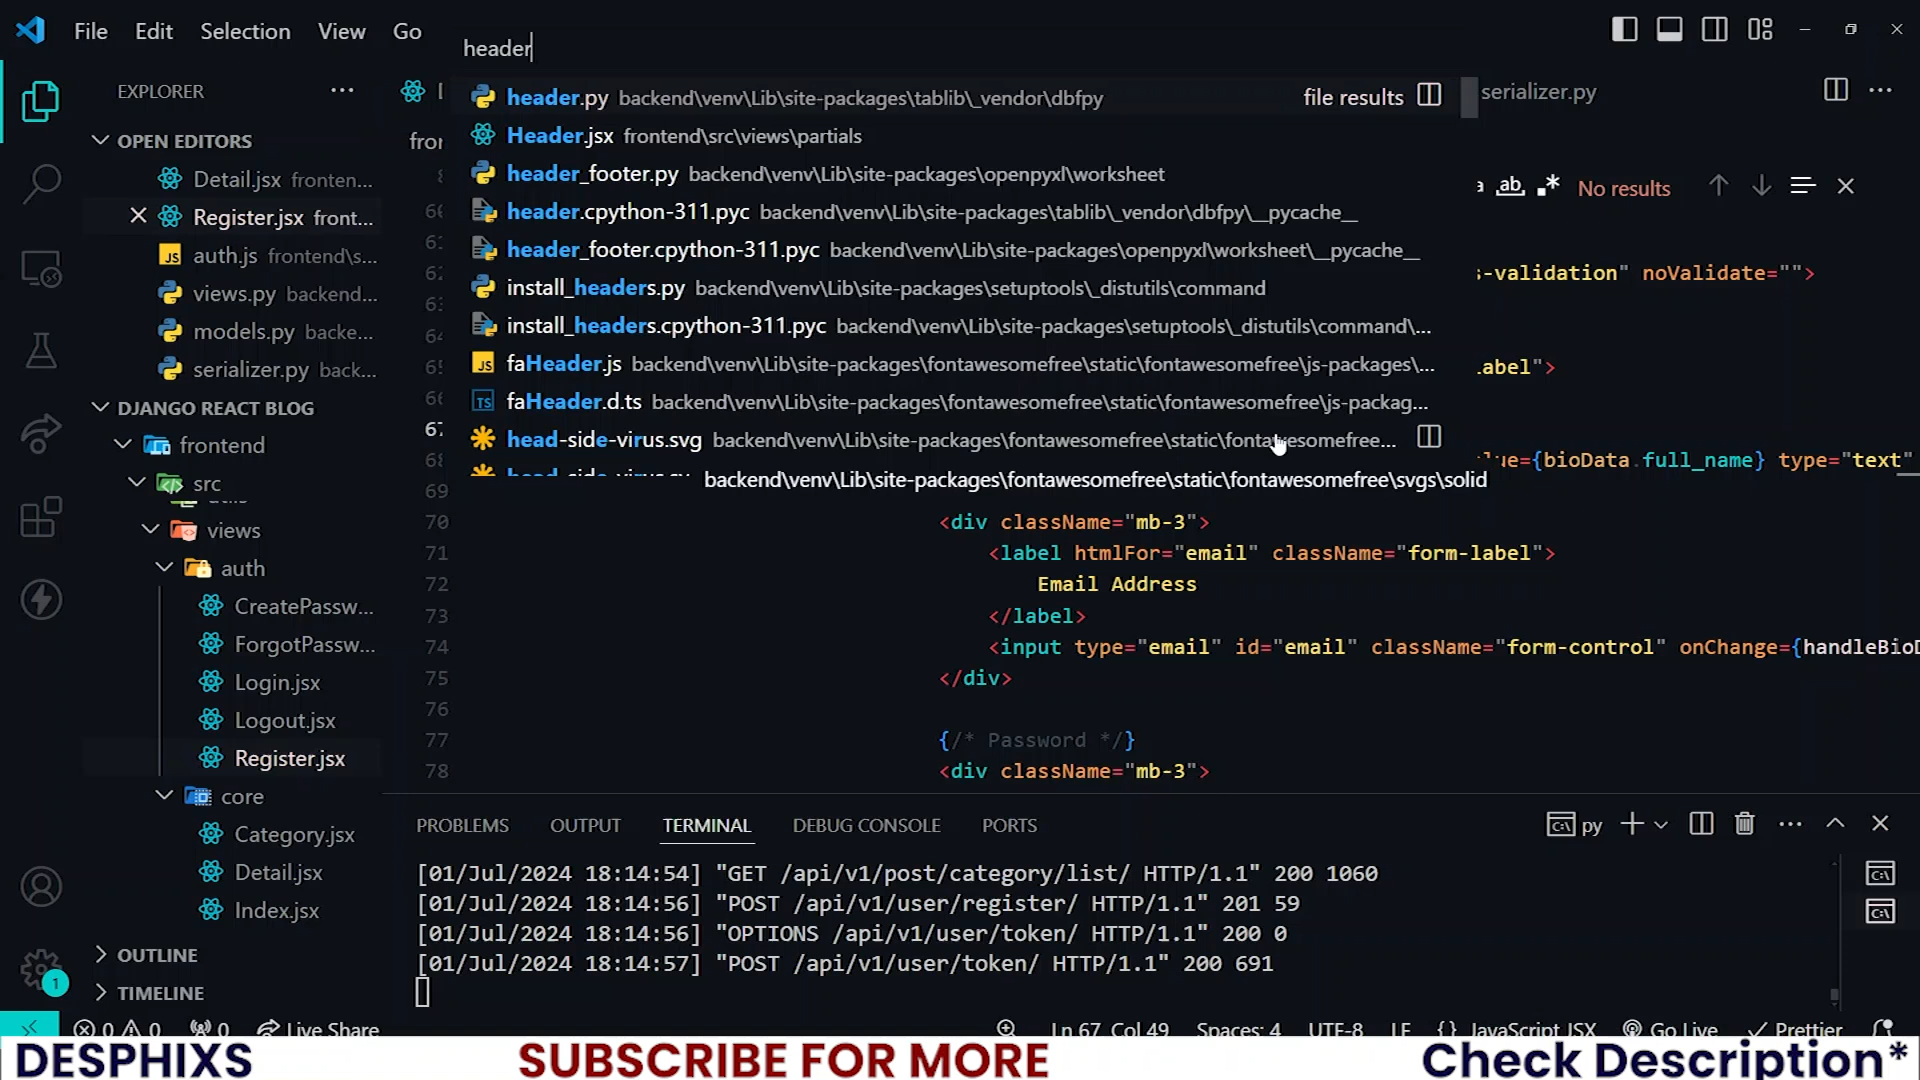 File Edit Selection View Go
header
EXPLORER
serializer.py
header.py backend\venv\Lib\site-packages\tablib\_vendor\dbfpy file results
Header.jsx frontend\src\views\partials
header_footer.py backend\venv\Lib\site-packages\openpyxl\worksheet
header.cpython-311.pyc backend\venv\Lib\site-packages\tablib\_vendor\dbfpy\__pycache__
header_footer.cpython-311.pyc backend\venv\Lib\site-packages\openpyxl\worksheet\__pycache__
install_headers.py backend\venv\Lib\site-packages\setuptools\_distutils\command
install_headers.cpython-311.pyc backend\venv\Lib\site-packages\setuptools\_distutils\command\...
faHeader.js backend\venv\Lib\site-packages\fontawesomefree\static\fontawesomefree\js-packages\...
faHeader.d.ts backend\venv\Lib\site-packages\fontawesomefree\static\fontawesomefree\js-packag...
head-side-virus.svg backend\venv\Lib\site-packages\fontawesomefree\static\fontawesomefree...
backend\venv\Lib\site-packages\fontawesomefree\static\fontawesomefree\svgs\solid
OPEN EDITORS
Detail.jsx fronten...
Register.jsx front...
auth.js frontend\s...
views.py backend...
models.py backe...
serializer.py back...
DJANGO REACT BLOG
frontend
src
views
auth
CreatePassw...
ForgotPassw...
Login.jsx
Logout.jsx
Register.jsx
core
Category.jsx
Detail.jsx
Index.jsx
OUTLINE
TIMELINE
ab No results
s-validation" noValidate="">
label">
lue={bioData.full_name} type="text"
69
70 <div className="mb-3">
71 <label htmlFor="email" className="form-label">
72 Email Address
73 </label>
74 <input type="email" id="email" className="form-control" onChange={handleBioD
75 </div>
76
77 {/* Password */}
78 <div className="mb-3">
PROBLEMS OUTPUT TERMINAL DEBUG CONSOLE PORTS py
[01/Jul/2024 18:14:54] "GET /api/v1/post/category/list/ HTTP/1.1" 200 1060
[01/Jul/2024 18:14:56] "POST /api/v1/user/register/ HTTP/1.1" 201 59
[01/Jul/2024 18:14:56] "OPTIONS /api/v1/user/token/ HTTP/1.1" 200 0
[01/Jul/2024 18:14:57] "POST /api/v1/user/token/ HTTP/1.1" 200 691
1
0 0 0 Live Share Ln 67, Col 49 Spaces: 4 UTF-8 LF {} JavaScript JSX Go Live Prettier
DESPHIXS SUBSCRIBE FOR MORE Check Description*